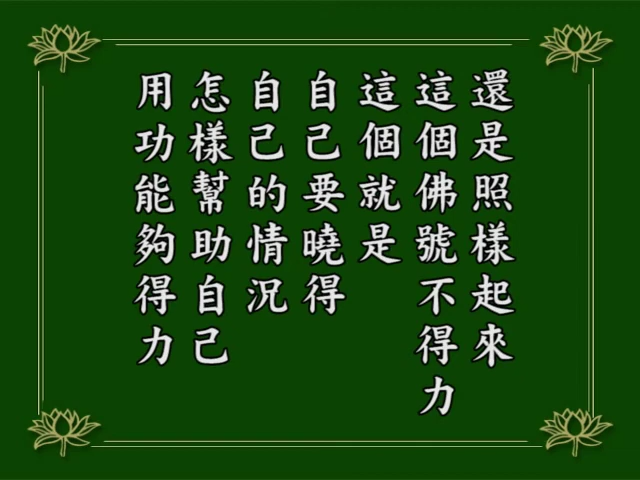 還是照樣起來
這個佛號不得力
這個就是
自己要曉得
自己的情況
怎樣幫助自己
用功能夠得力